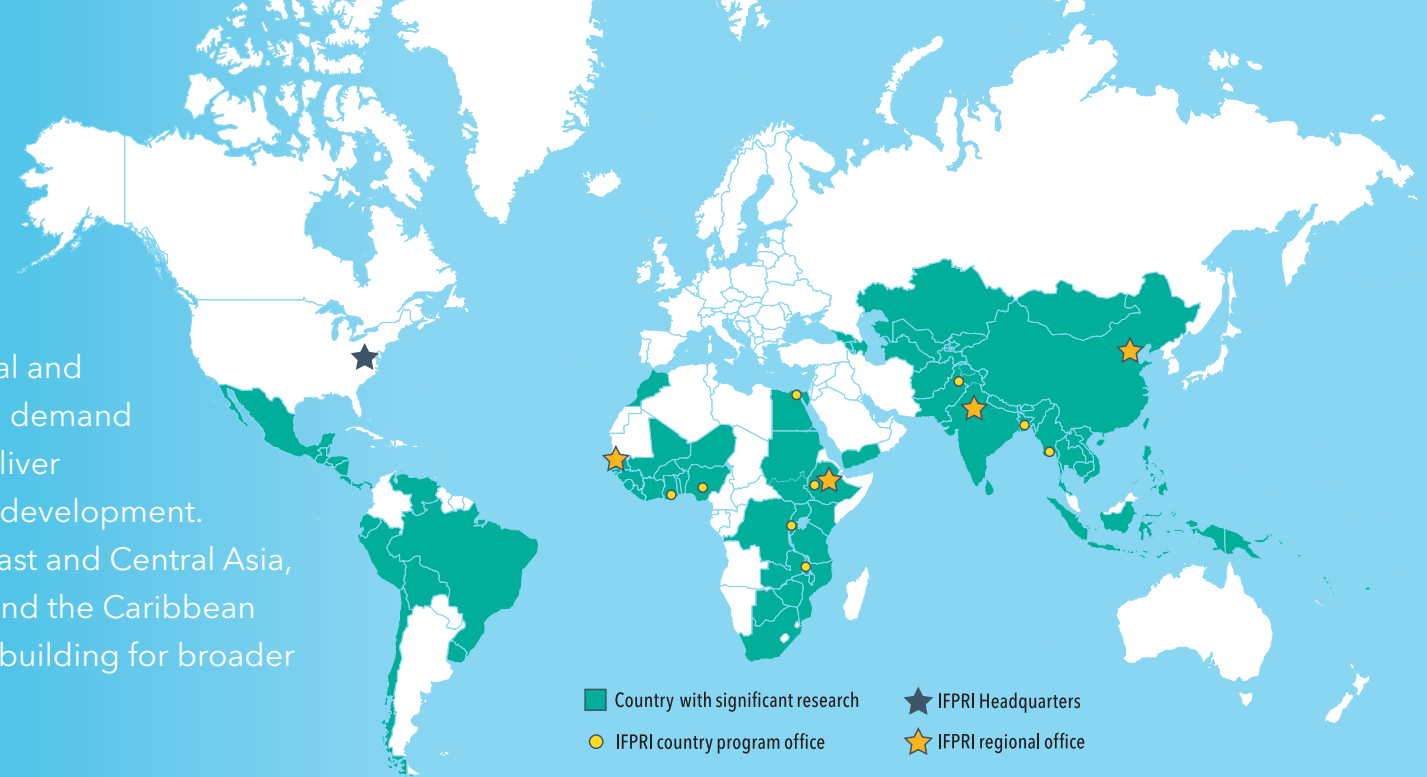 al and
demand
liver
development.
ast and Central Asia,
nd the Caribbean
building for broader
Country with significant research
IFPRI country program office
IFPRI Headquarters
IFPRI regional office